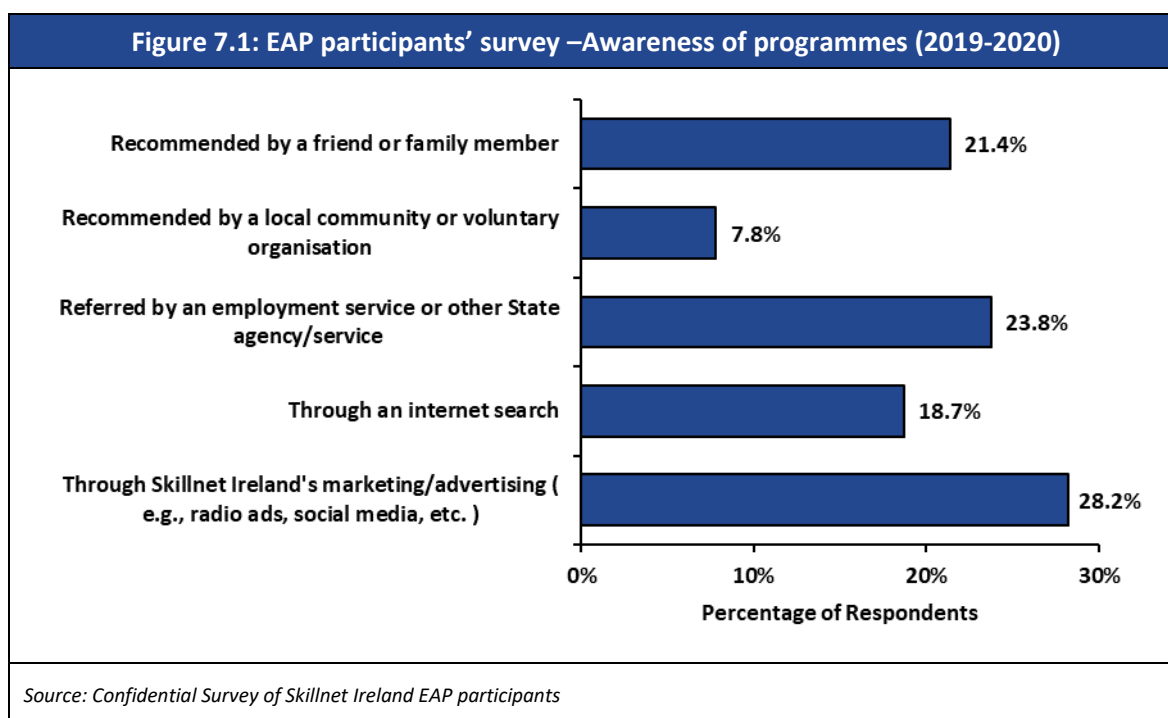 Figure 7.1: EAP participants’ survey –Awareness of programmes (2019-2020)
Recommended by a friend or family member
21.4%
Recommended by a local community or voluntary
organisation
7.8%
Referred by an employment service or other State
agency/service
23.8%
Through an internet search
18.7%
Through Skillnet Ireland's marketing/advertising (
e.g., radio ads, social media, etc. )
28.2%
0% 10% 20% 30%
Percentage of Respondents
Source: Confidential Survey of Skillnet Ireland EAP participants